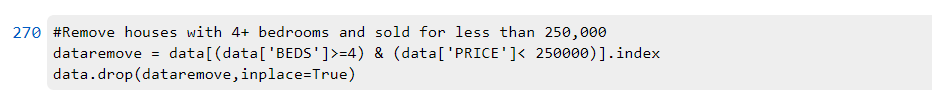 270 #Remove houses with 4+ bedrooms and sold for less than 250,000
dataremove = data[(data['BEDS']>=4) & (data['PRICE']< 250000)].index
data.drop(dataremove,inplace=True)